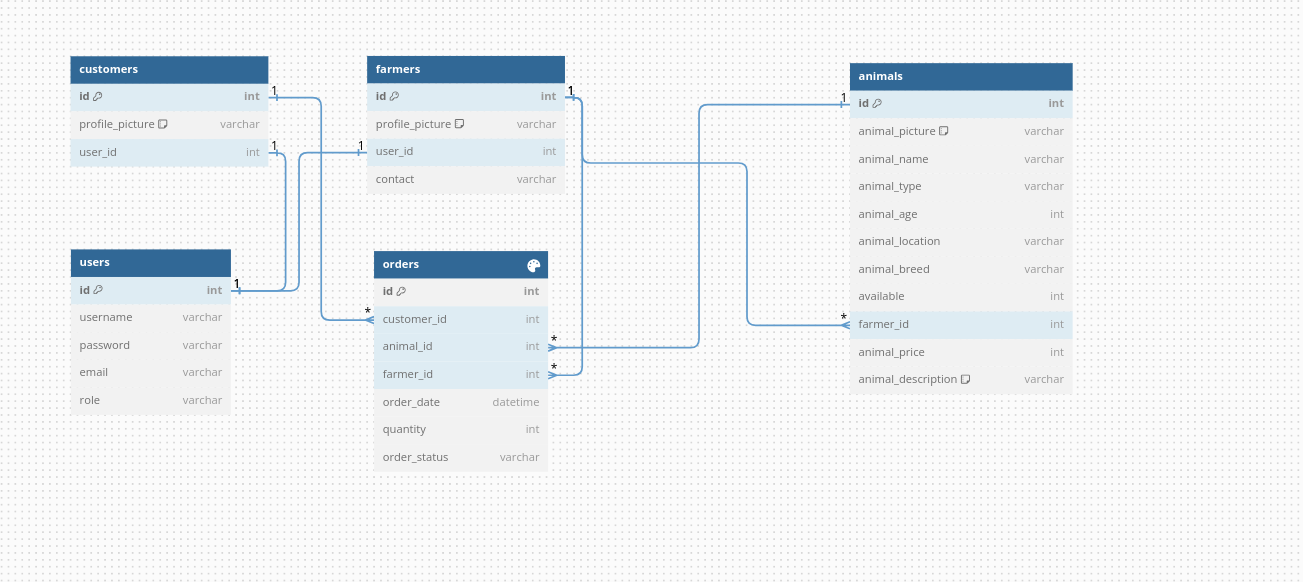 customers
id int
profile_picture varchar
user_id int
1
1
farmers
id int
profile_picture varchar
user_id int
contact varchar
1
1
animals
id int
animal_picture varchar
animal_name varchar
animal_type varchar
animal_age int
animal_location varchar
animal_breed varchar
available int
farmer_id int
animal_price int
animal_description varchar
1
*
users
id int
username varchar
password varchar
email varchar
role varchar
1
orders
id int
customer_id int
animal_id int
farmer_id int
order_date datetime
quantity int
order_status varchar
*
*
*